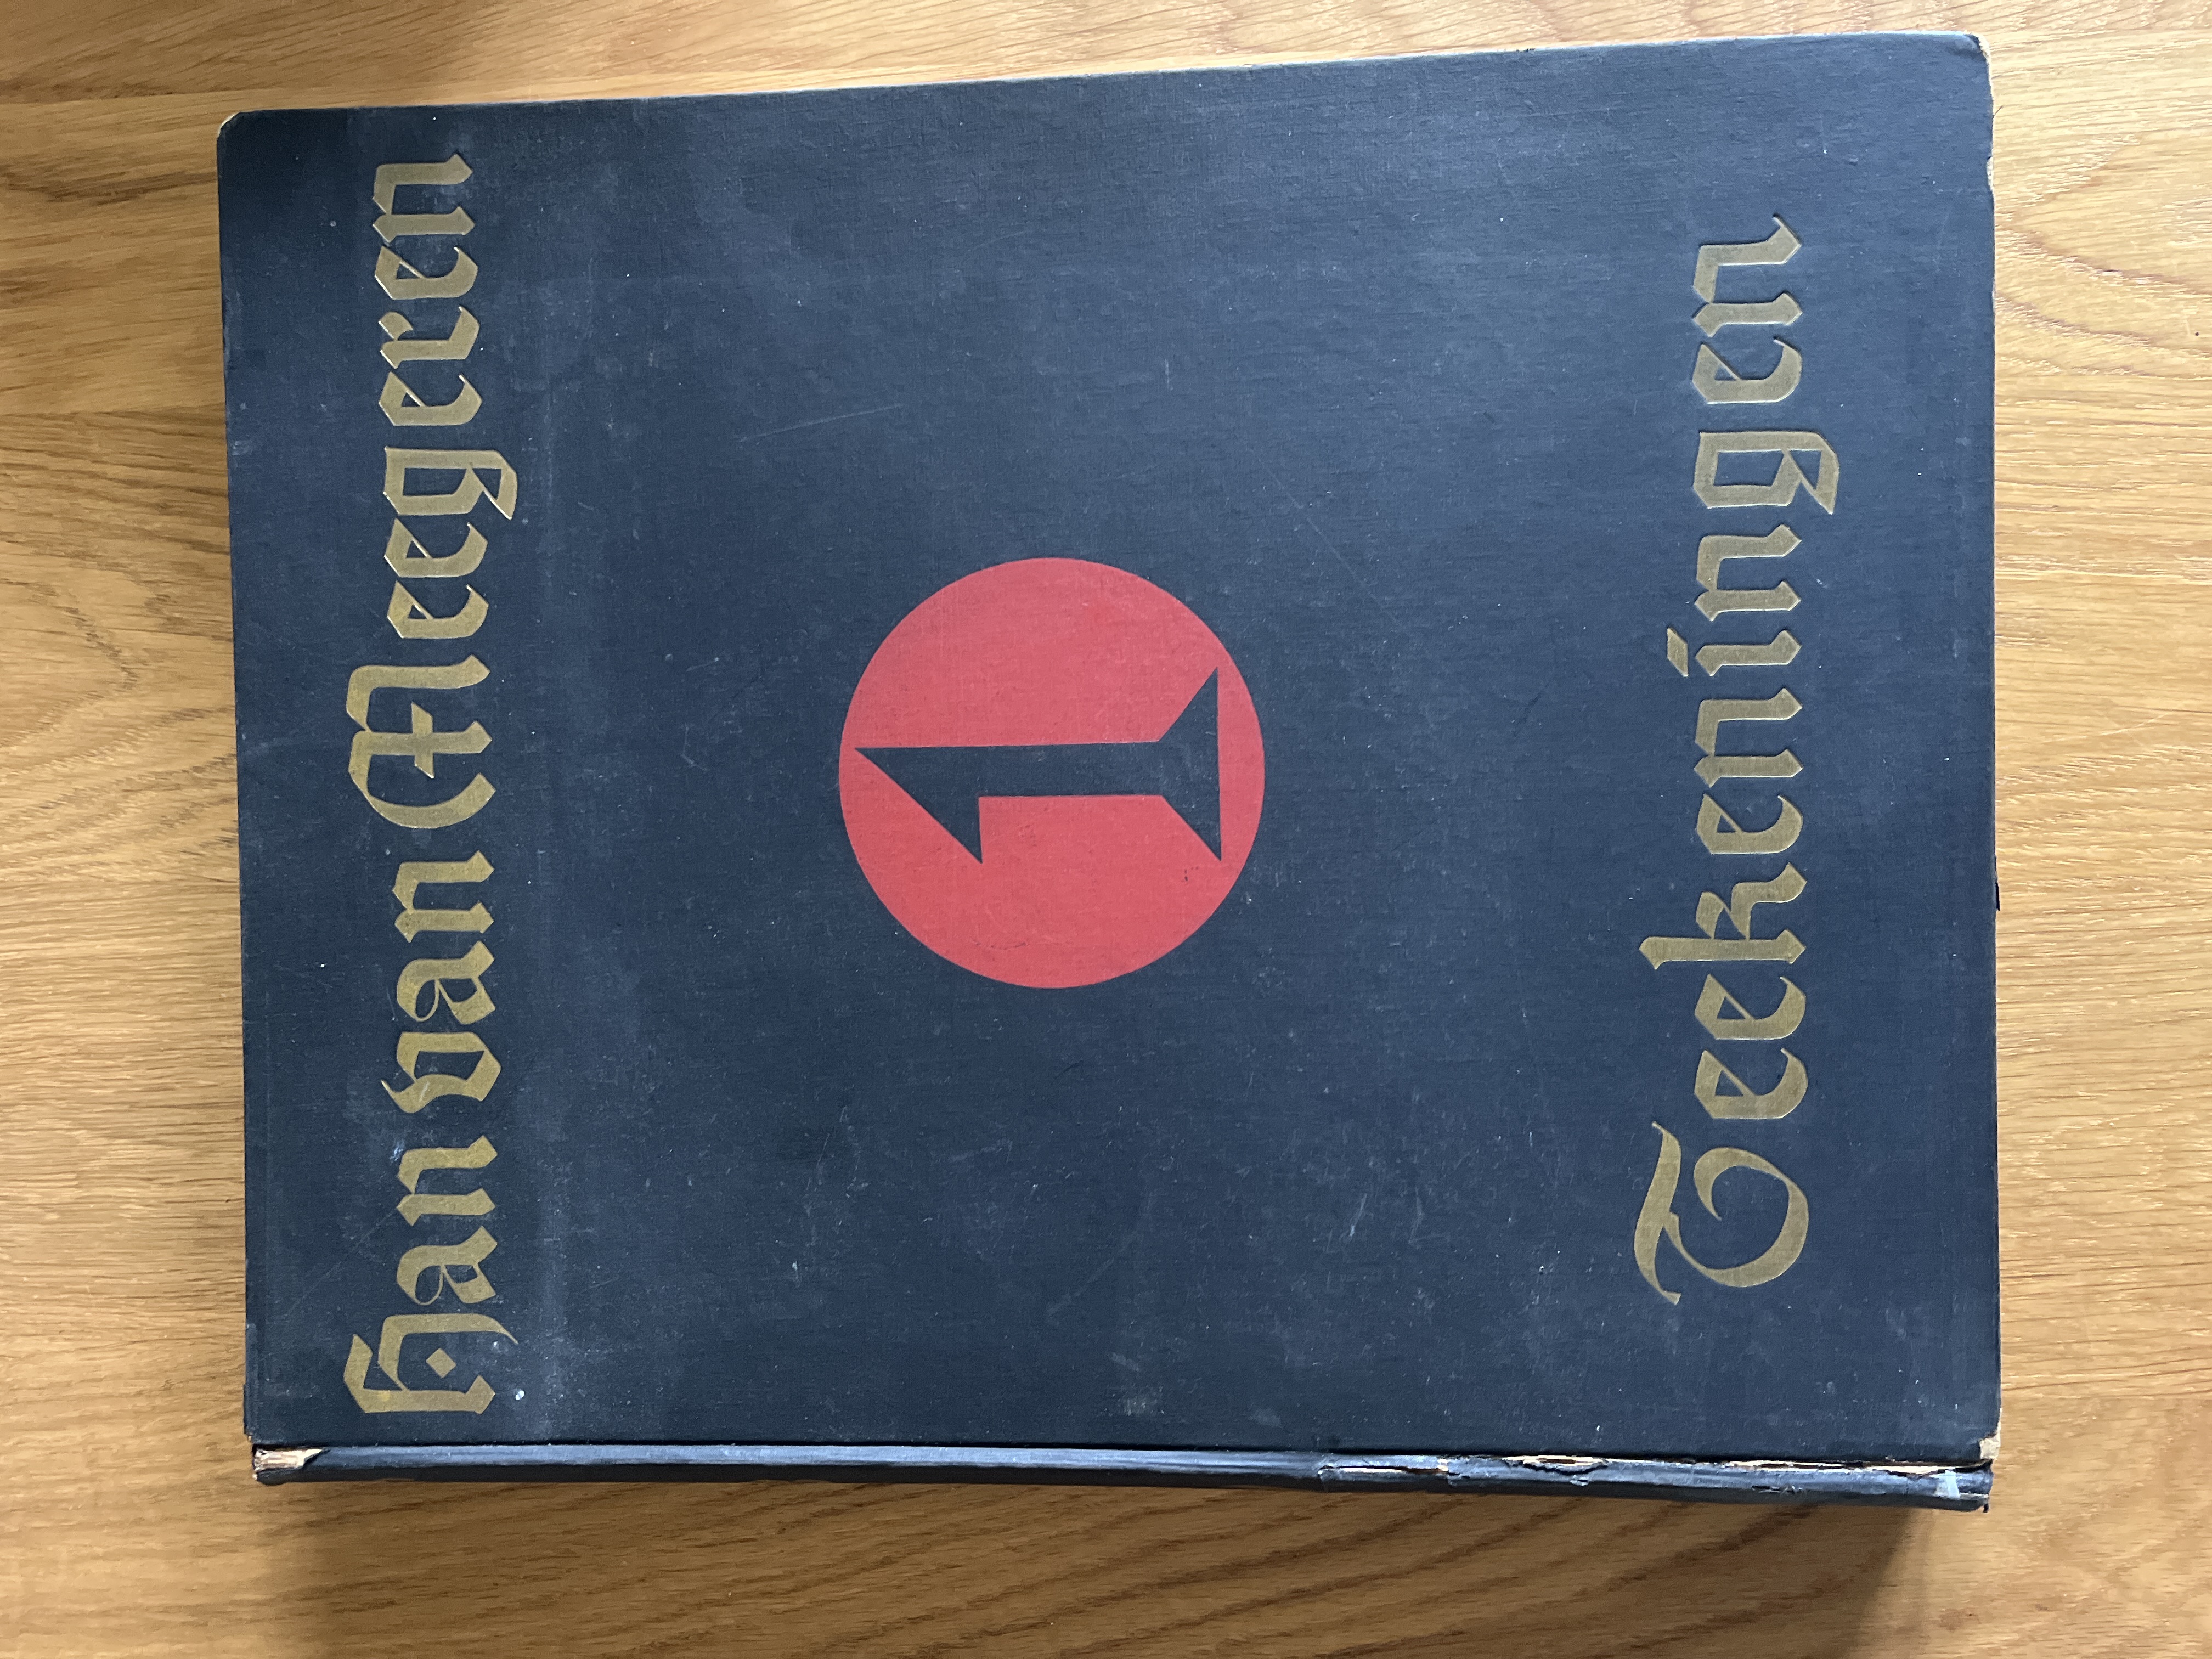 Han van Meegeren
1
Teekeningen